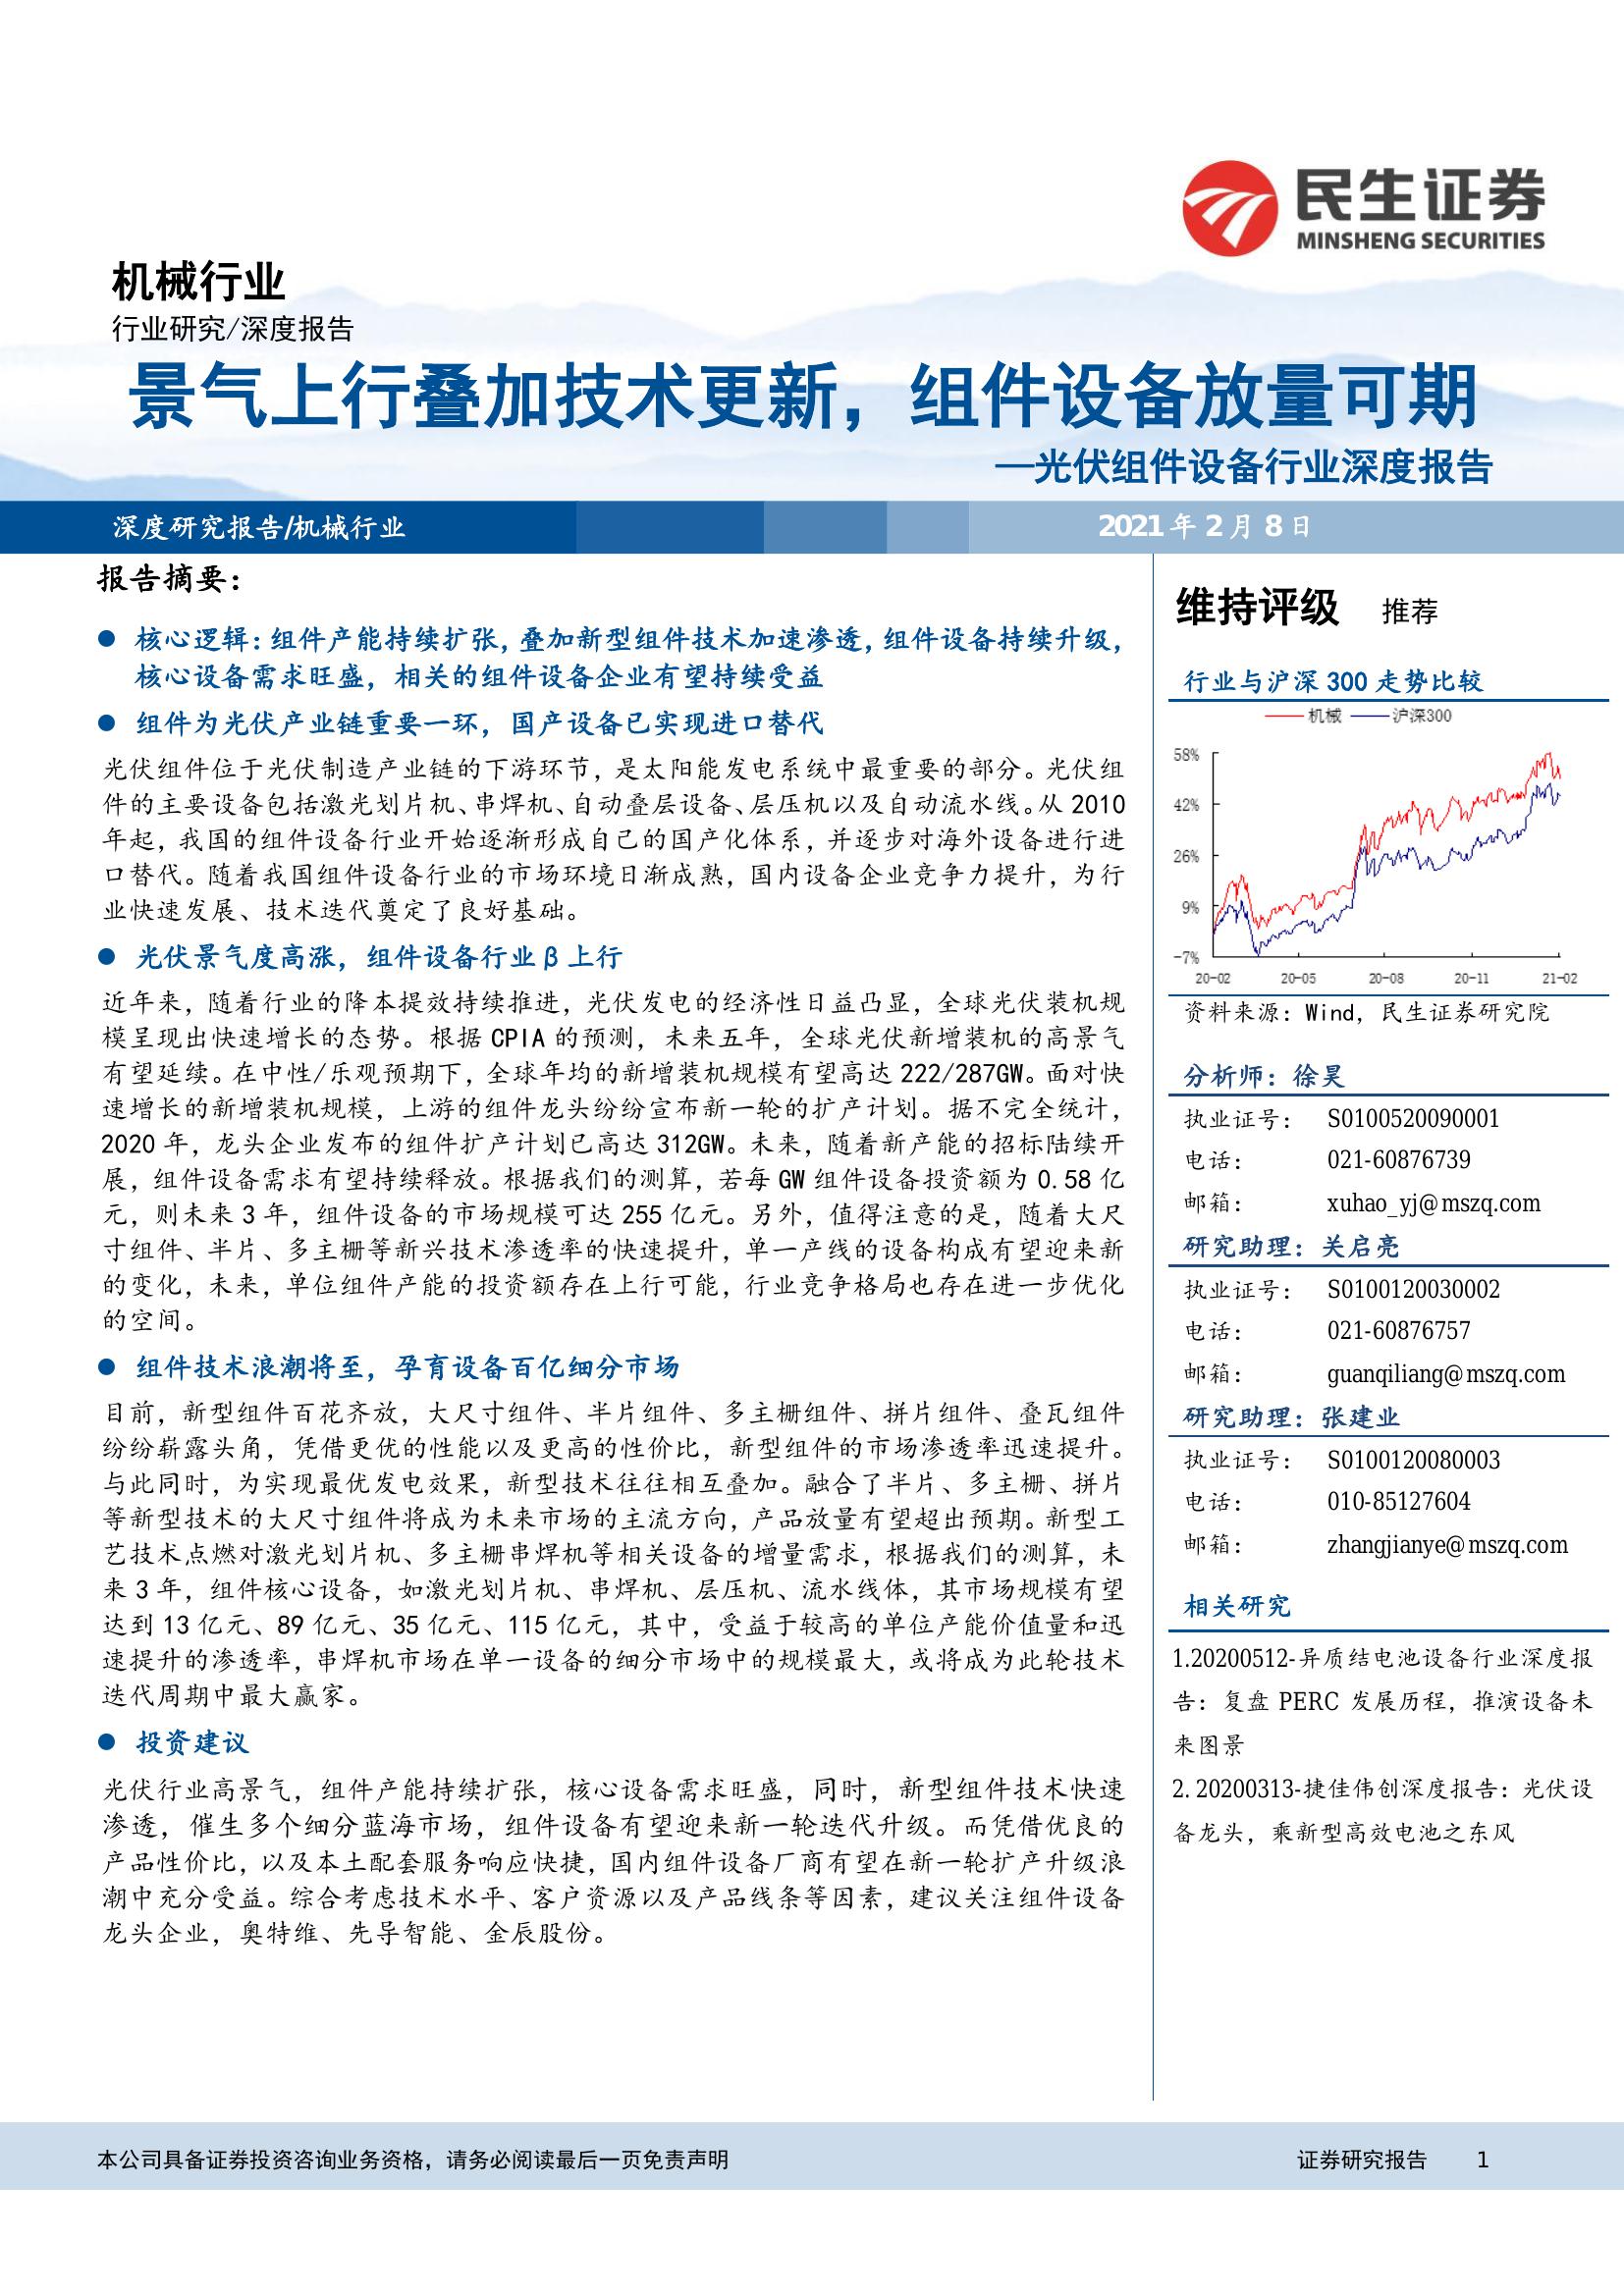 民生证券
MINSHENG SECURITIES
机械行业
行业研究/深度报告
景气上行叠加技术更新，组件设备放量可期
—光伏组件设备行业深度报告
深度研究报告/机械行业
2021 年 2 月 8 日
报告摘要：
● 核心逻辑：组件产能持续扩张，叠加新型组件技术加速渗透，组件设备持续升级，
核心设备需求旺盛，相关的组件设备企业有望持续受益
● 组件为光伏产业链重要一环，国产设备已实现进口替代
光伏组件位于光伏制造产业链的下游环节，是太阳能发电系统中最重要的部分。光伏组
件的主要设备包括激光划片机、串焊机、自动叠层设备、层压机以及自动流水线。从 2010
年起，我国的组件设备行业开始逐渐形成自己的国产化体系，并逐步对海外设备进行进
口替代。随着我国组件设备行业的市场环境日渐成熟，国内设备企业竞争力提升，为行
业快速发展、技术迭代奠定了良好基础。
● 光伏景气度高涨，组件设备行业 β 上行
近年来，随着行业的降本提效持续推进，光伏发电的经济性日益凸显，全球光伏装机规
模呈现出快速增长的态势。根据 CPIA 的预测，未来五年，全球光伏新增装机的高景气
有望延续。在中性/乐观预期下，全球年均的新增装机规模有望高达 222/287GW。面对快
速增长的新增装机规模，上游的组件龙头纷纷宣布新一轮的扩产计划。据不完全统计，
2020 年，龙头企业发布的组件扩产计划已高达 312GW。未来，随着新产能的招标陆续开
展，组件设备需求有望持续释放。根据我们的测算，若每 GW 组件设备投资额为 0.58 亿
元，则未来 3 年，组件设备的市场规模可达 255 亿元。另外，值得注意的是，随着大尺
寸组件、半片、多主栅等新兴技术渗透率的快速提升，单一产线的设备构成有望迎来新
的变化，未来，单位组件产能的投资额存在上行可能，行业竞争格局也存在进一步优化
的空间。
● 组件技术浪潮将至，孕育设备百亿细分市场
目前，新型组件百花齐放，大尺寸组件、半片组件、多主栅组件、拼片组件、叠瓦组件
纷纷崭露头角，凭借更优的性能以及更高的性价比，新型组件的市场渗透率迅速提升。
与此同时，为实现最优发电效果，新型技术往往相互叠加。融合了半片、多主栅、拼片
等新型技术的大尺寸组件将成为未来市场的主流方向，产品放量有望超出预期。新型工
艺技术点燃对激光划片机、多主栅串焊机等相关设备的增量需求，根据我们的测算，未
来 3 年，组件核心设备，如激光划片机、串焊机、层压机、流水线体，其市场规模有望
达到 13 亿元、89 亿元、35 亿元、115 亿元，其中，受益于较高的单位产能价值量和迅
速提升的渗透率，串焊机市场在单一设备的细分市场中的规模最大，或将成为此轮技术
迭代周期中最大赢家。
● 投资建议
光伏行业高景气，组件产能持续扩张，核心设备需求旺盛，同时，新型组件技术快速
渗透，催生多个细分蓝海市场，组件设备有望迎来新一轮迭代升级。而凭借优良的
产品性价比，以及本土配套服务响应快捷，国内组件设备厂商有望在新一轮扩产升级浪
潮中充分受益。综合考虑技术水平、客户资源以及产品线条等因素，建议关注组件设备
龙头企业，奥特维、先导智能、金辰股份。
维持评级 推荐
行业与沪深 300 走势比较
机械 沪深300
58%
42%
26%
9%
-7%
20-02 20-05 20-08 20-11 21-02
资料来源：Wind，民生证券研究院
分析师：徐昊
执业证号： S0100520090001
电话： 021-60876739
邮箱： xuhao_yj@mszq.com
研究助理：关启亮
执业证号： S0100120030002
电话： 021-60876757
邮箱： guanqiliang@mszq.com
研究助理：张建业
执业证号： S0100120080003
电话： 010-85127604
邮箱： zhangjianye@mszq.com
相关研究
1.20200512-异质结电池设备行业深度报
告：复盘 PERC 发展历程，推演设备未
来图景
2. 20200313-捷佳伟创深度报告：光伏设
备龙头，乘新型高效电池之东风
本公司具备证券投资咨询业务资格，请务必阅读最后一页免责声明
证券研究报告 1